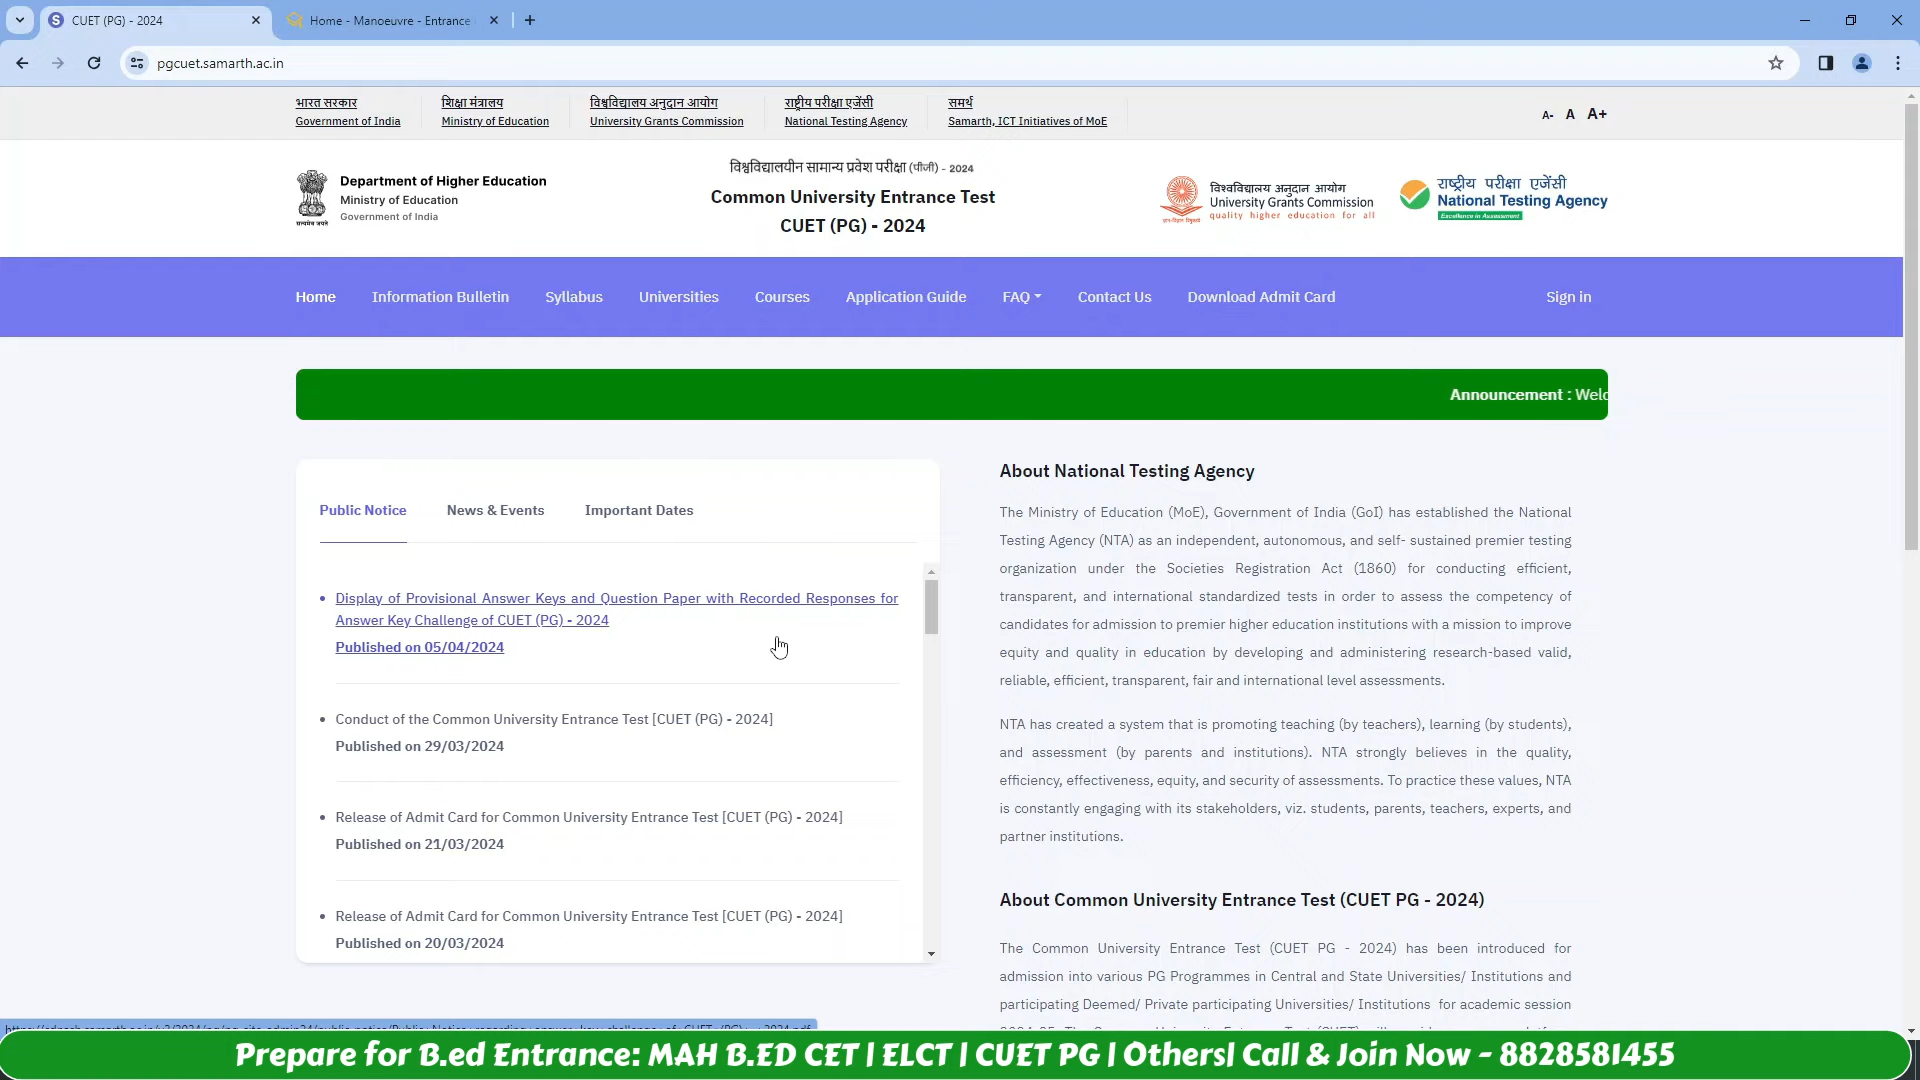 CUET (PG) - 2024
Home - Manoeuvre - Entrance
pgcuet.samarth.ac.in
भारत सरकार
Government of India
शिक्षा मंत्रालय
Ministry of Education
विश्वविद्यालय अनुदान आयोग
University Grants Commission
राष्ट्रीय परीक्षा एजेंसी
National Testing Agency
समर्थ
Samarth, ICT Initiatives of MoE
A- A A+
सत्यमेव जयते
Department of Higher Education
Ministry of Education
Government of India
विश्वविद्यालयीन सामान्य प्रवेश परीक्षा (पीजी) - 2024
Common University Entrance Test
CUET (PG) - 2024
विश्वविद्यालय अनुदान आयोग
University Grants Commission
quality higher education for all
राष्ट्रीय परीक्षा एजेंसी
National Testing Agency
Excellence in Assessment
Home Information Bulletin Syllabus Universities Courses Application Guide FAQ Contact Us Download Admit Card Sign in
Announcement : Welc
Public Notice News & Events Important Dates
Display of Provisional Answer Keys and Question Paper with Recorded Responses for
Answer Key Challenge of CUET (PG) - 2024
Published on 05/04/2024
Conduct of the Common University Entrance Test [CUET (PG) - 2024]
Published on 29/03/2024
Release of Admit Card for Common University Entrance Test [CUET (PG) - 2024]
Published on 21/03/2024
Release of Admit Card for Common University Entrance Test [CUET (PG) - 2024]
Published on 20/03/2024
About National Testing Agency
The Ministry of Education (MoE), Government of India (GoI) has established the National
Testing Agency (NTA) as an independent, autonomous, and self- sustained premier testing
organization under the Societies Registration Act (1860) for conducting efficient,
transparent, and international standardized tests in order to assess the competency of
candidates for admission to premier higher education institutions with a mission to improve
equity and quality in education by developing and administering research-based valid,
reliable, efficient, transparent, fair and international level assessments.
NTA has created a system that is promoting teaching (by teachers), learning (by students),
and assessment (by parents and institutions). NTA strongly believes in the quality,
efficiency, effectiveness, equity, and security of assessments. To practice these values, NTA
is constantly engaging with its stakeholders, viz. students, parents, teachers, experts, and
partner institutions.
About Common University Entrance Test (CUET PG - 2024)
The Common University Entrance Test (CUET PG - 2024) has been introduced for
admission into various PG Programmes in Central and State Universities/ Institutions and
participating Deemed/ Private participating Universities/ Institutions for academic session
Prepare for B.ed Entrance: MAH B.ED CET | ELCT | CUET PG | Others| Call & Join Now - 8828581455